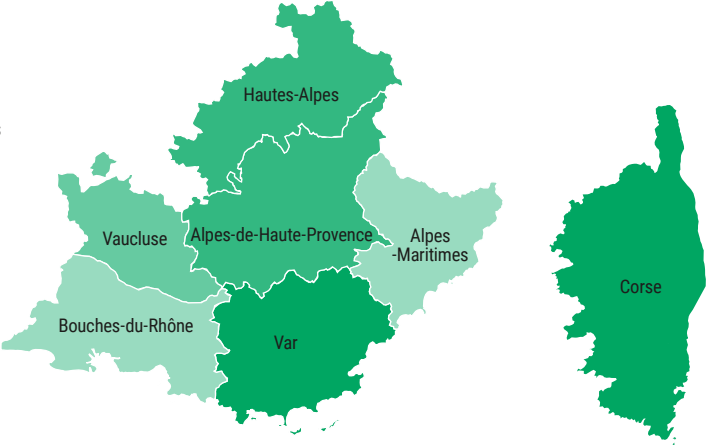 Hautes-Alpes
Vaucluse
Alpes-de-Haute-Provence
Alpes
-Maritimes
Corse
Bouches-du-Rhône
Var